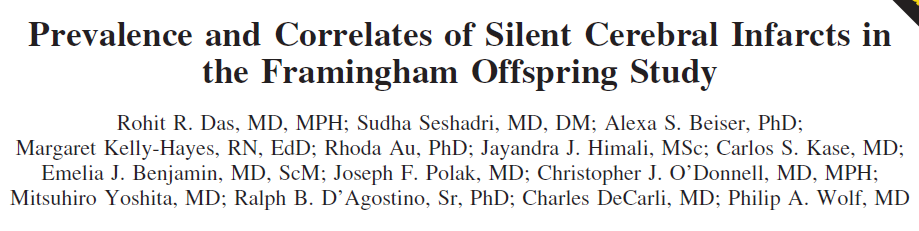 Prevalence and Correlates of Silent Cerebral Infarcts in
the Framingham Offspring Study
Rohit R. Das, MD, MPH; Sudha Seshadri, MD, DM; Alexa S. Beiser, PhD;
Margaret Kelly-Hayes, RN, EdD; Rhoda Au, PhD; Jayandra J. Himali, MSc; Carlos S. Kase, MD;
Emelia J. Benjamin, MD, ScM; Joseph F. Polak, MD; Christopher J. O'Donnell, MD, MPH;
Mitsuhiro Yoshita, MD; Ralph B. D'Agostino, Sr, PhD; Charles DeCarli, MD; Philip A. Wolf, MD